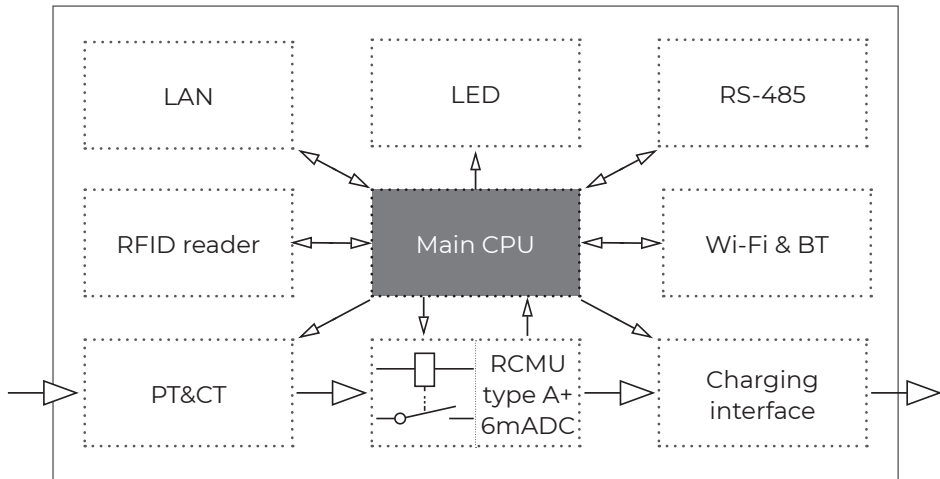 LAN
LED
RS-485
RFID reader
Main CPU
Wi-Fi & BT
PT&CT
RCMU
type A+
6mADC
Charging
interface